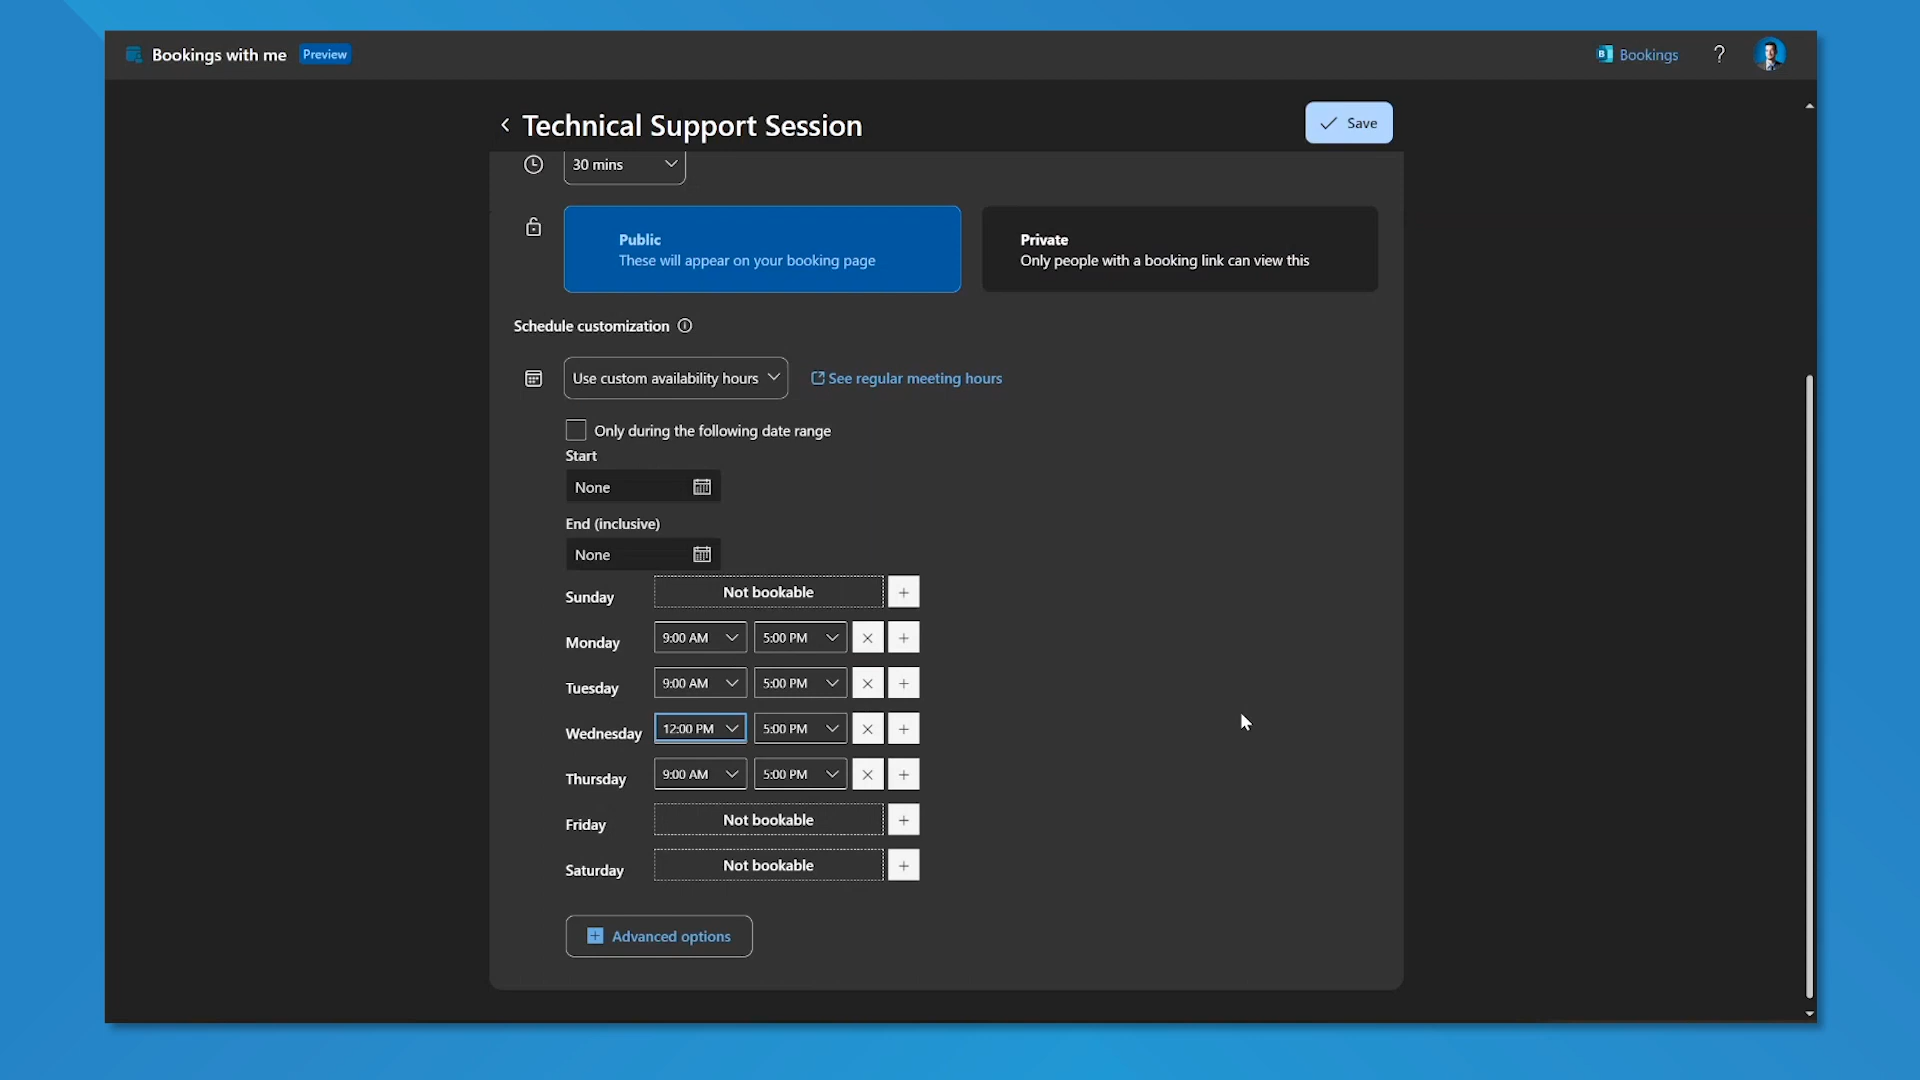 Bookings with me Preview
Bookings ?
Technical Support Session
Save
30 mins
Public
These will appear on your booking page
Private
Only people with a booking link can view this
Schedule customization
Use custom availability hours
See regular meeting hours
Only during the following date range
Start
None
End (inclusive)
None
Sunday Not bookable
Monday 9:00 AM 5:00 PM
Tuesday 9:00 AM 5:00 PM
Wednesday 12:00 PM 5:00 PM
Thursday 9:00 AM 5:00 PM
Friday Not bookable
Saturday Not bookable
Advanced options